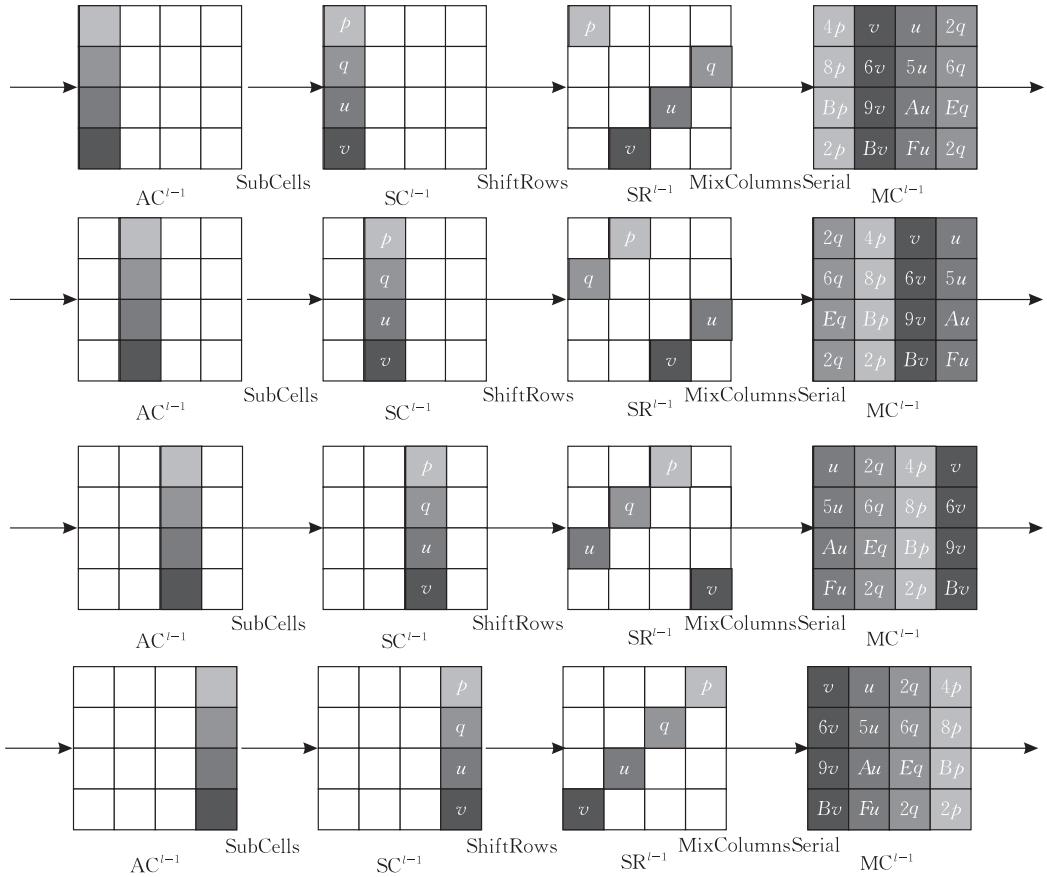 p p 4p v u 2q
q q 8p 6v 5u 6q
u u Bp 9v Au Eq
v v 2p Bv Fu 2q
SubCells ShiftRows MixColumnsSerial
AC^{l-1} SC^{l-1} SR^{l-1} MC^{l-1}
p p 2q 4p v u
q q 6q 8p 6v 5u
u u Eq Bp 9v Au
v v 2q 2p Bv Fu
SubCells ShiftRows MixColumnsSerial
AC^{l-1} SC^{l-1} SR^{l-1} MC^{l-1}
p p u 2q 4p v
q q 5u 6q 8p 6v
u u Au Eq Bp 9v
v v Fu 2q 2p Bv
SubCells ShiftRows MixColumnsSerial
AC^{l-1} SC^{l-1} SR^{l-1} MC^{l-1}
p p v u 2q 4p
q q 6v 5u 6q 8p
u u 9v Au Eq Bp
v v Bv Fu 2q 2p
SubCells ShiftRows MixColumnsSerial
AC^{l-1} SC^{l-1} SR^{l-1} MC^{l-1}